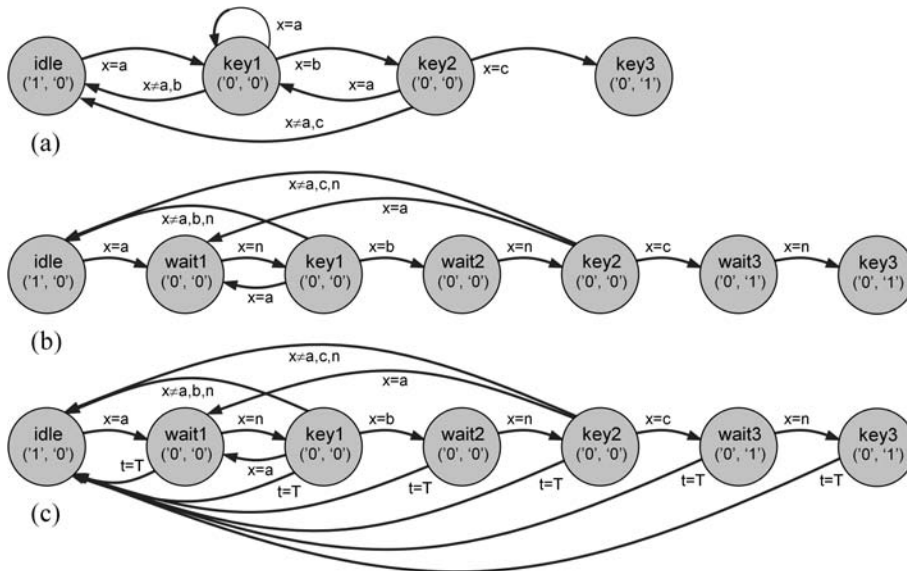 x=a
idle
('1', '0')
x=a
key1
('0', '0')
x=b
key2
('0', '0')
x=c
key3
('0', '1')
x≠a,b
x=a
x≠a,c
(a)
x≠a,c,n
x≠a,b,n
x=a
idle
('1', '0')
x=a
wait1
('0', '0')
x=n
key1
('0', '0')
x=b
wait2
('0', '0')
x=n
key2
('0', '0')
x=c
wait3
('0', '1')
x=n
key3
('0', '1')
x=a
(b)
x≠a,c,n
x≠a,b,n
x=a
idle
('1', '0')
x=a
wait1
('0', '0')
x=n
key1
('0', '0')
x=b
wait2
('0', '0')
x=n
key2
('0', '0')
x=c
wait3
('0', '1')
x=n
key3
('0', '1')
t=T
x=a
t=T
t=T
t=T
t=T
t=T
(c)